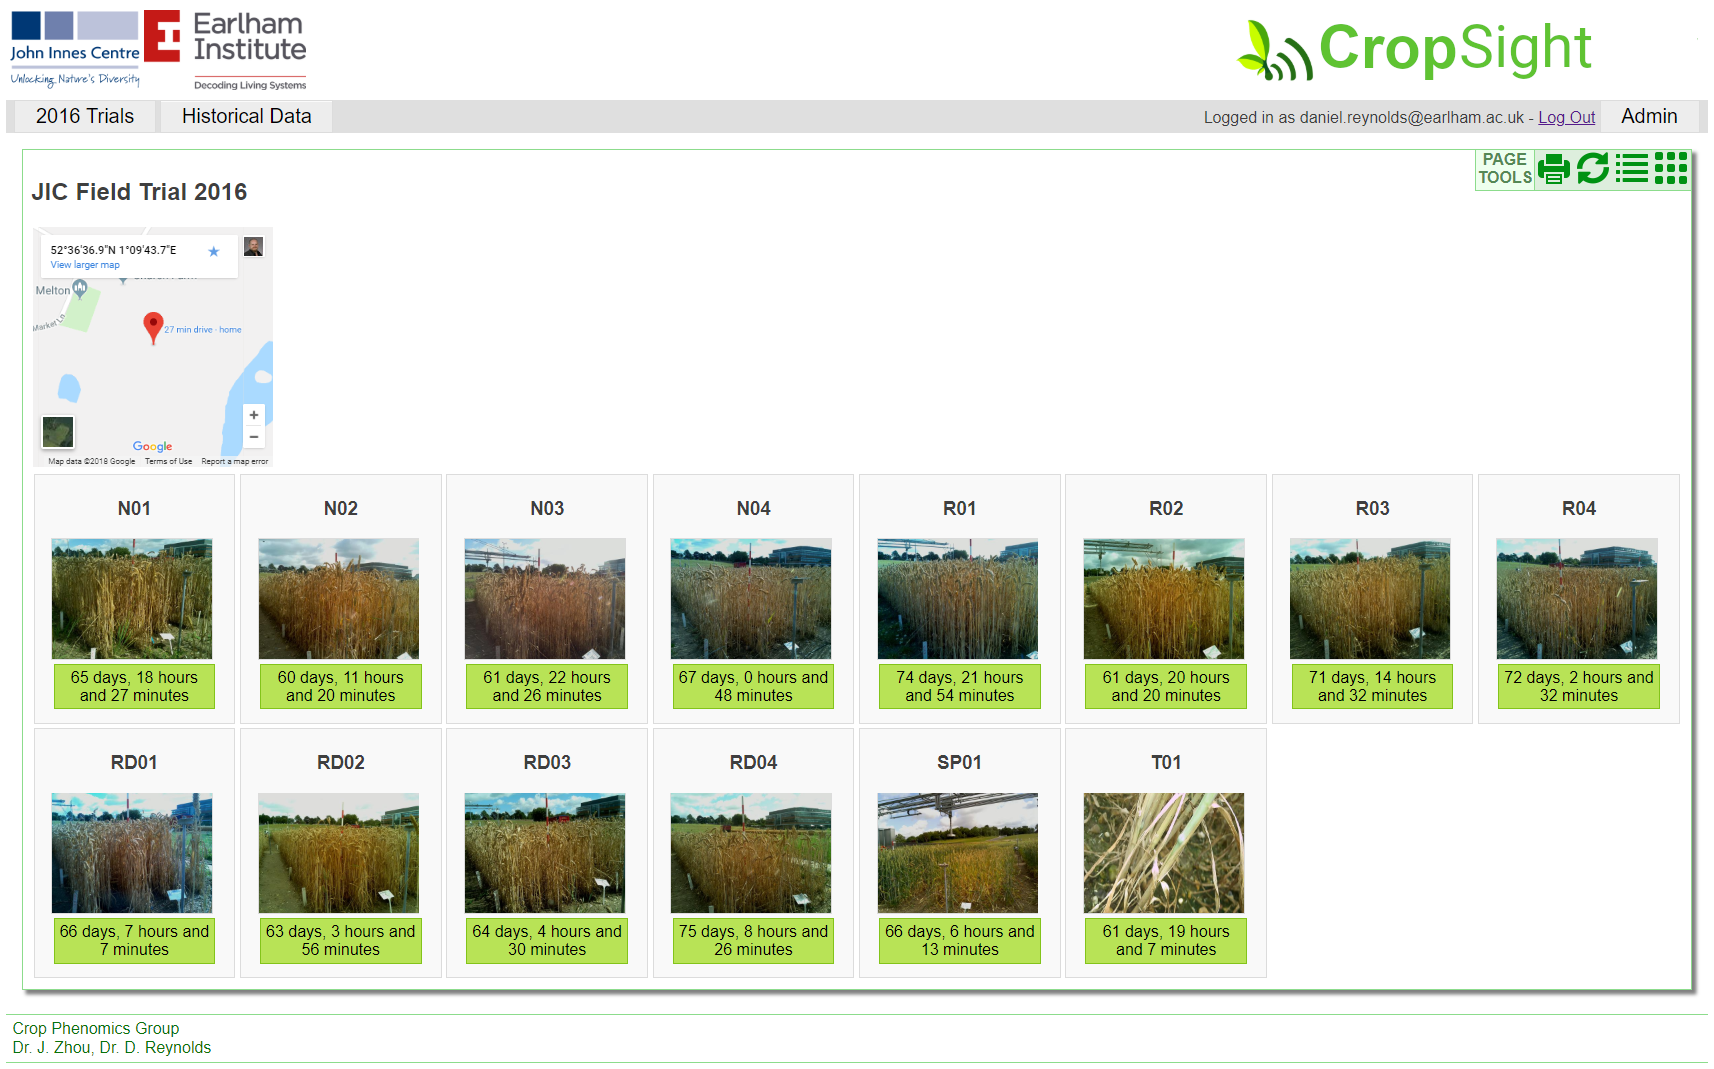 John Innes Centre
Unlocking Nature's Diversity
Earlham
Institute
Decoding Living Systems
CropSight
2016 Trials
Historical Data
Logged in as daniel.reynolds@earlham.ac.uk - Log Out
Admin
PAGE
TOOLS
JIC Field Trial 2016
52°36'36.9"N 1°09'43.7"E
View larger map
Melton
Market Ln
27 min drive - home
+
−
Google
Map data ©2018 Google
Terms of Use
Report a map error
N01
N02
N03
N04
R01
R02
R03
R04
65 days, 18 hours
and 27 minutes
60 days, 11 hours
and 20 minutes
61 days, 22 hours
and 26 minutes
67 days, 0 hours and
48 minutes
74 days, 21 hours
and 54 minutes
61 days, 20 hours
and 20 minutes
71 days, 14 hours
and 32 minutes
72 days, 2 hours and
32 minutes
RD01
RD02
RD03
RD04
SP01
T01
66 days, 7 hours and
7 minutes
63 days, 3 hours and
56 minutes
64 days, 4 hours and
30 minutes
75 days, 8 hours and
26 minutes
66 days, 6 hours and
13 minutes
61 days, 19 hours
and 7 minutes
Crop Phenomics Group
Dr. J. Zhou, Dr. D. Reynolds